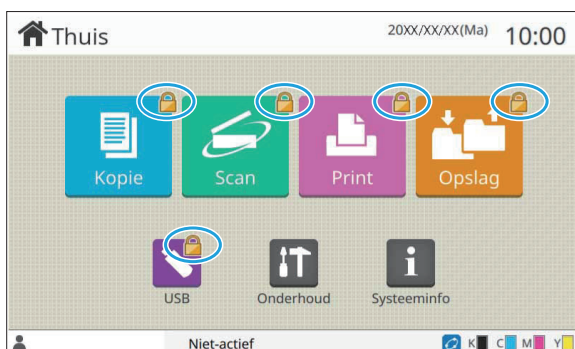 Thuis
20XX/XX/XX(Ma)
10:00
Kopie
Scan
Print
Opslag
USB
Onderhoud
Systeeminfo
Niet-actief
K C M Y